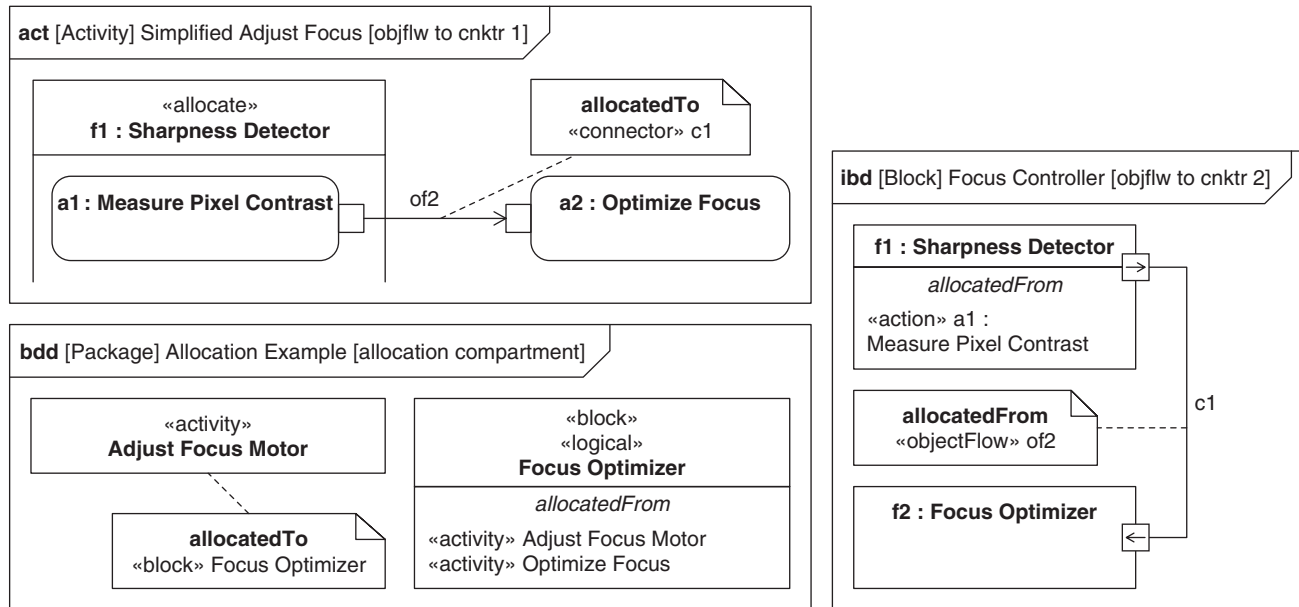 act [Activity] Simplified Adjust Focus [objflw to cnktr 1]
«allocate»
f1 : Sharpness Detector
allocatedTo
«connector» c1
a1 : Measure Pixel Contrast
of2
a2 : Optimize Focus
bdd [Package] Allocation Example [allocation compartment]
«activity»
Adjust Focus Motor
allocatedTo
«block» Focus Optimizer
«block»
«logical»
Focus Optimizer
allocatedFrom
«activity» Adjust Focus Motor
«activity» Optimize Focus
ibd [Block] Focus Controller [objflw to cnktr 2]
f1 : Sharpness Detector
allocatedFrom
«action» a1 :
Measure Pixel Contrast
c1
allocatedFrom
«objectFlow» of2
f2 : Focus Optimizer